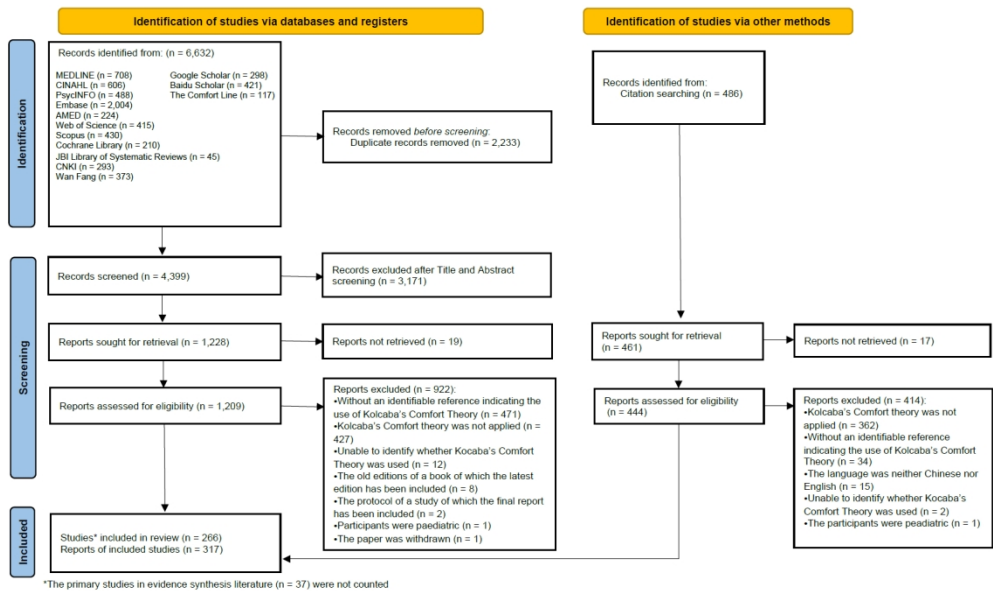 Identification of studies via databases and registers
Identification of studies via other methods
Identification
Records identified from: (n = 6,632)
MEDLINE (n = 708)
CINAHL (n = 606)
PsycINFO (n = 488)
Embase (n = 2,004)
AMED (n = 224)
Web of Science (n = 415)
Scopus (n = 430)
Cochrane Library (n = 210)
JBI Library of Systematic Reviews (n = 45)
CNKI (n = 293)
Wan Fang (n = 373)
Google Scholar (n = 298)
Baidu Scholar (n = 421)
The Comfort Line (n = 117)
Records removed before screening:
Duplicate records removed (n = 2,233)
Records identified from:
Citation searching (n = 486)
Screening
Records screened (n = 4,399)
Records excluded after Title and Abstract
screening (n = 3,171)
Reports sought for retrieval (n = 1,228)
Reports not retrieved (n = 19)
Reports sought for retrieval
(n = 461)
Reports not retrieved (n = 17)
Reports assessed for eligibility (n = 1,209)
Reports excluded (n = 922):
•Without an identifiable reference indicating the
use of Kolcaba's Comfort Theory (n = 471)
•Kolcaba's Comfort Theory was not applied (n =
427)
•Unable to identify whether Kocaba's Comfort
Theory was used (n = 12)
•The old editions of a book of which the latest
edition has been included (n = 8)
•The protocol of a study of which the final report
has been included (n = 2)
•Participants were paediatric (n = 1)
•The paper was withdrawn (n = 1)
Reports assessed for eligibility
(n = 444)
Reports excluded (n = 414):
•Kolcaba's Comfort theory was not
applied (n = 362)
•Without an identifiable reference
indicating the use of Kolcaba's Comfort
Theory (n = 34)
•The language was neither Chinese nor
English (n = 15)
•Unable to identify whether Kocaba's
Comfort Theory was used (n = 2)
•The participants were peadiatric (n = 1)
Included
Studies* included in review (n = 266)
Reports of included studies (n = 317)
*The primary studies in evidence synthesis literature (n = 37) were not counted